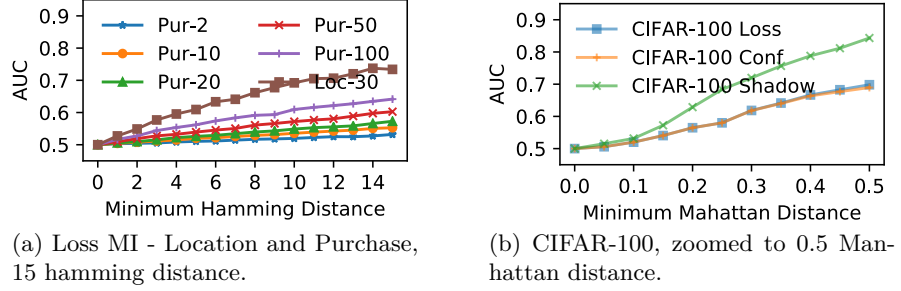 0.9
0.8
0.7
0.6
0.5
AUC
Pur-2
Pur-10
Pur-20
Pur-50
Pur-100
Loc-30
0 2 4 6 8 10 12 14
Minimum Hamming Distance
(a) Loss MI - Location and Purchase,
15 hamming distance.
0.9
0.8
0.7
0.6
0.5
AUC
CIFAR-100 Loss
CIFAR-100 Conf
CIFAR-100 Shadow
0.0 0.1 0.2 0.3 0.4 0.5
Minimum Mahattan Distance
(b) CIFAR-100, zoomed to 0.5 Man-
hattan distance.